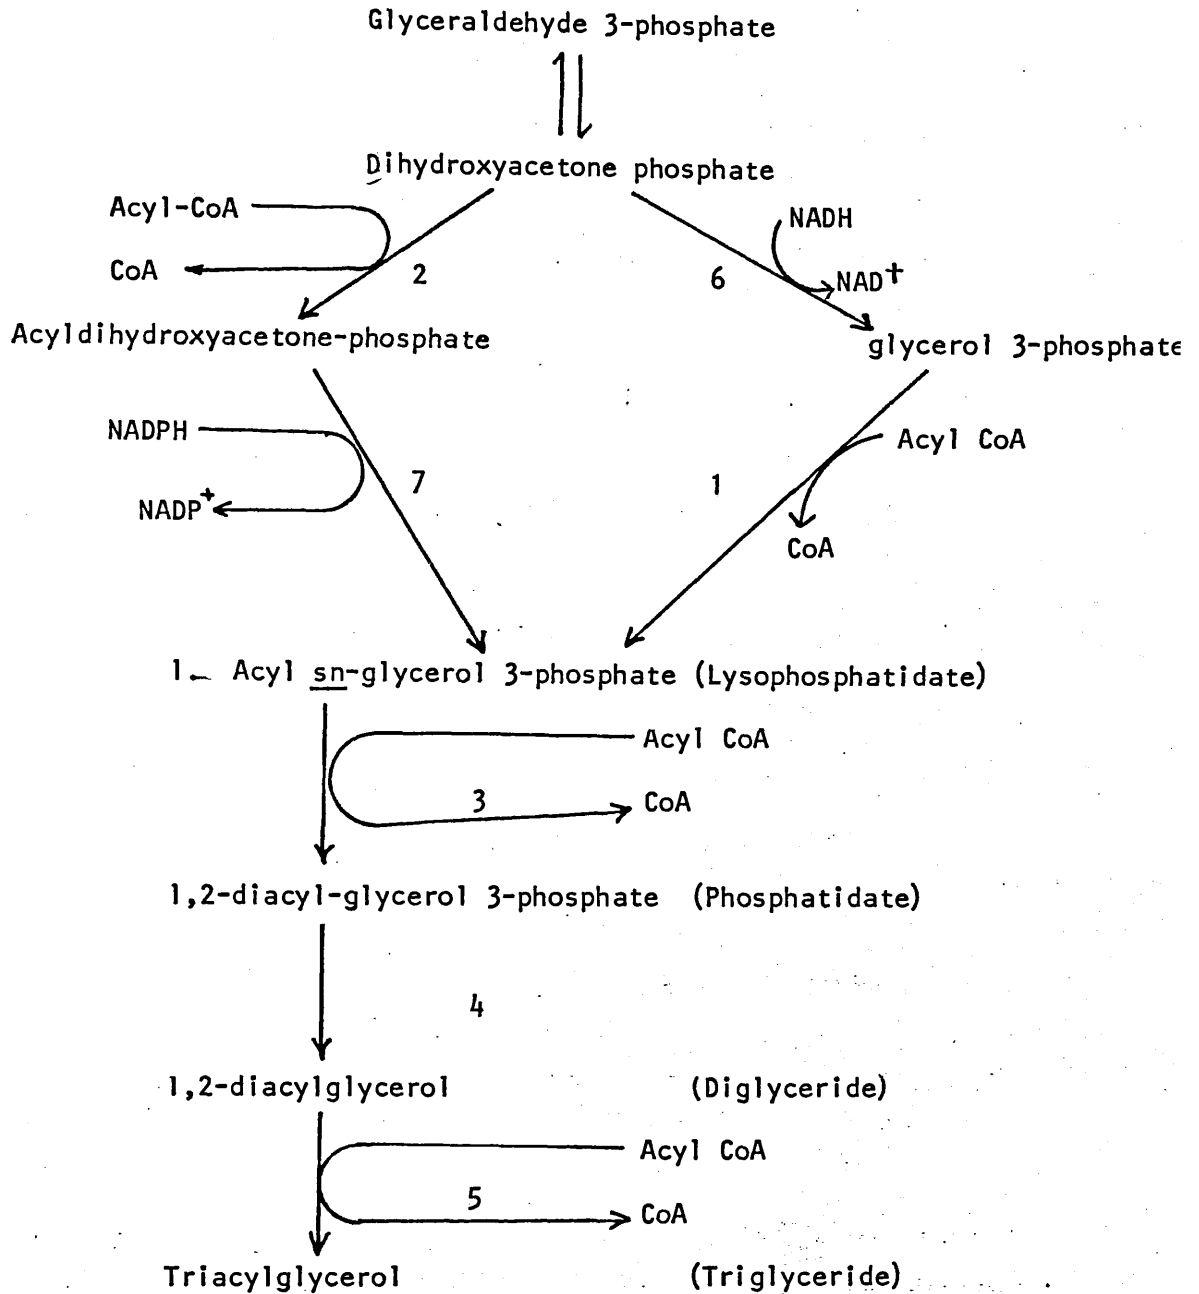 Glyceraldehyde 3-phosphate
Dihydroxyacetone phosphate
Acyl-CoA
NADH
CoA
2
6
NAD+
Acyldihydroxyacetone-phosphate
glycerol 3-phosphate
NADPH
Acyl CoA
7
1
NADP+
CoA
1- Acyl sn-glycerol 3-phosphate (Lysophosphatidate)
Acyl CoA
3
CoA
1,2-diacyl-glycerol 3-phosphate (Phosphatidate)
4
1,2-diacylglycerol (Diglyceride)
Acyl CoA
5
CoA
Triacylglycerol (Triglyceride)